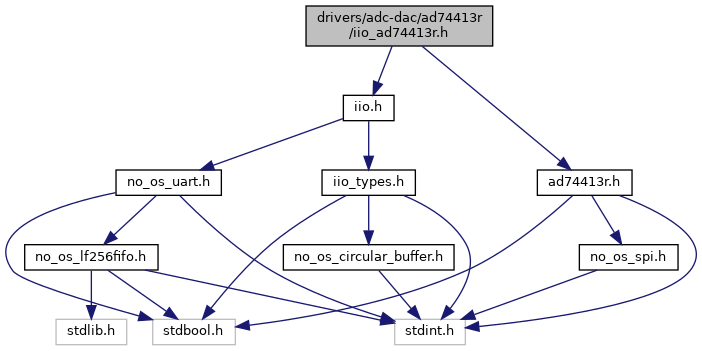 drivers/adc-dac/ad74413r
/iio_ad74413r.h
iio.h
no_os_uart.h
iio_types.h
ad74413r.h
no_os_lf256fifo.h
no_os_circular_buffer.h
no_os_spi.h
stdlib.h
stdbool.h
stdint.h